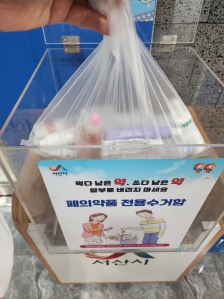 서산시
먹다 남은 약, 쓰다 남은 약
함부로 버리지 마세요
폐의약품 전용수거함
서산시